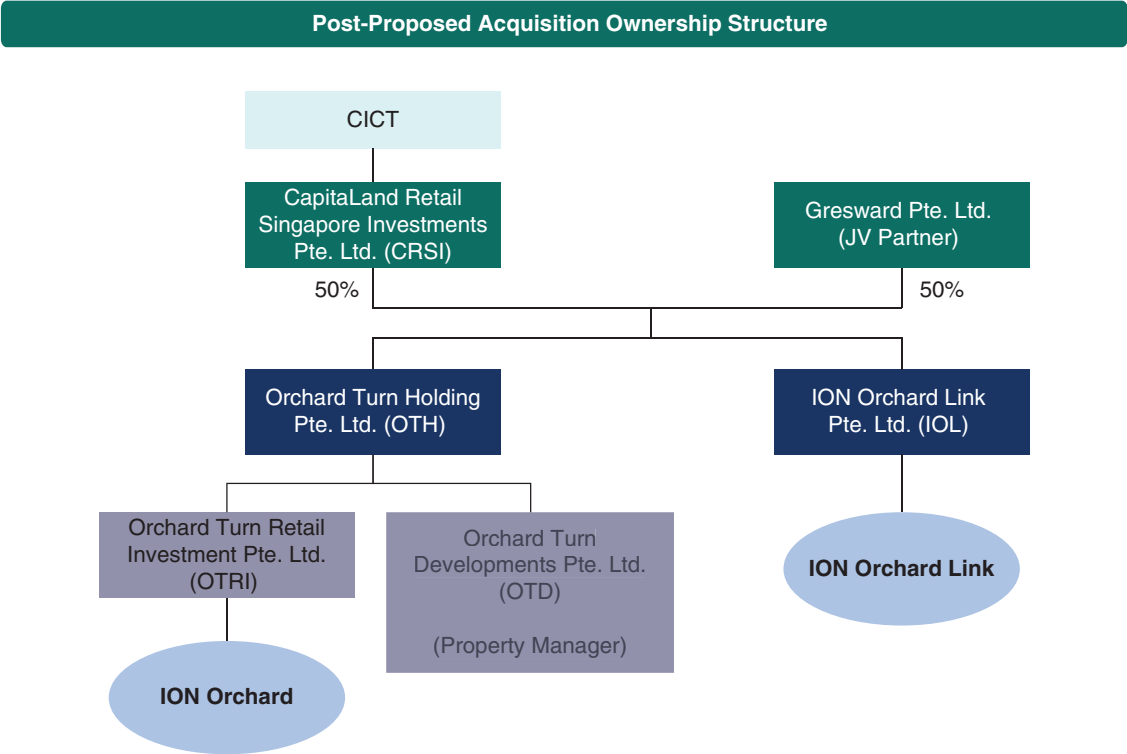 Post-Proposed Acquisition Ownership Structure
CICT
CapitaLand Retail
Singapore Investments
Pte. Ltd. (CRSI)
Gresward Pte. Ltd.
(JV Partner)
50%
50%
Orchard Turn Holding
Pte. Ltd. (OTH)
ION Orchard Link
Pte. Ltd. (IOL)
Orchard Turn Retail
Investment Pte. Ltd.
(OTRI)
Orchard Turn
Developments Pte. Ltd.
(OTD)
(Property Manager)
ION Orchard Link
ION Orchard